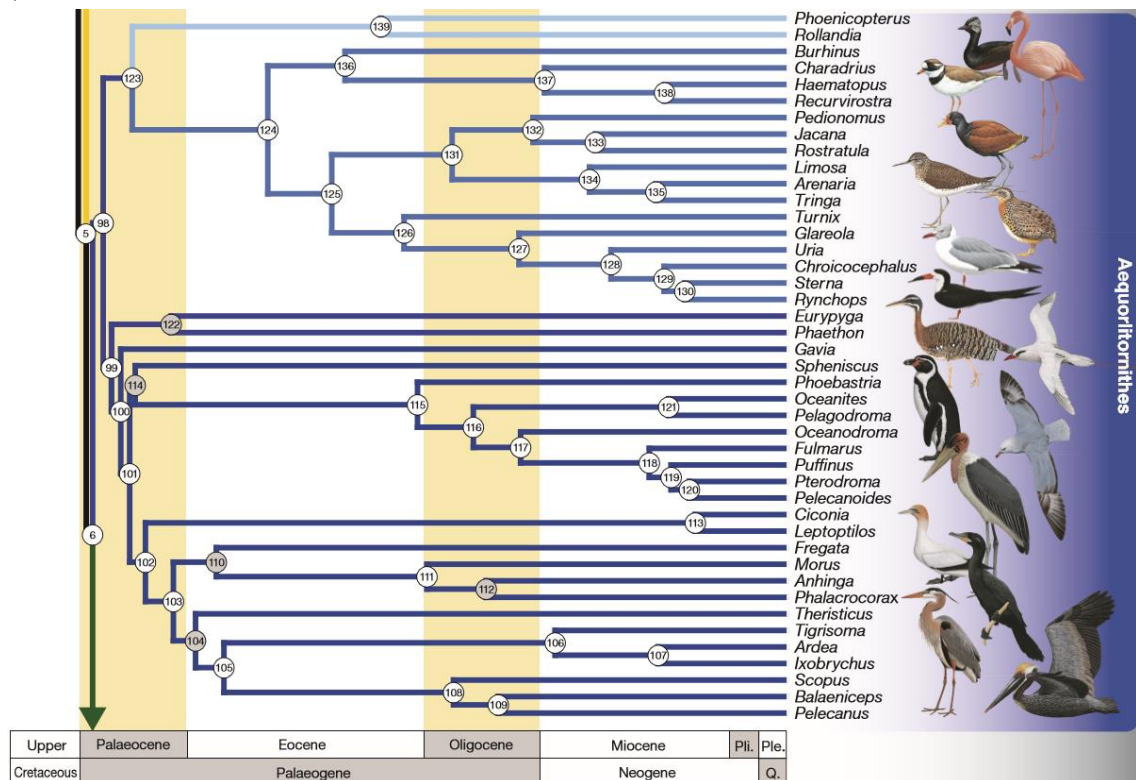 Phoenicopterus
139
Rollandia
Burhinus
136
Charadrius
123
137
Haematopus
138
Recurvirostra
Pedionomus
124
132
Jacana
133
Rostratula
131
Limosa
134
Arenaria
125
135
Tringa
Turnix
98
126
Glareola
5
127
Uria
128
Chroicocephalus
129
Sterna
130
Rynchops
Eurypyga
122
Phaethon
Gavia
99
Spheniscus
114
Phoebastria
100
115
Oceanites
121
Pelagodroma
116
Oceanodroma
117
Fulmarus
118
Puffinus
101
119
Pterodroma
120
Pelecanoides
Ciconia
113
Leptoptilos
6
Fregata
102
110
Morus
111
Anhinga
112
Phalacrocorax
103
Theristicus
Tigrisoma
104
106
Ardea
105
107
Ixobrychus
Scopus
108
Balaeniceps
109
Pelecanus
Aequorlitornithes
Upper Palaeocene Eocene Oligocene Miocene Pli. Ple.
Cretaceous Palaeogene Neogene Q.